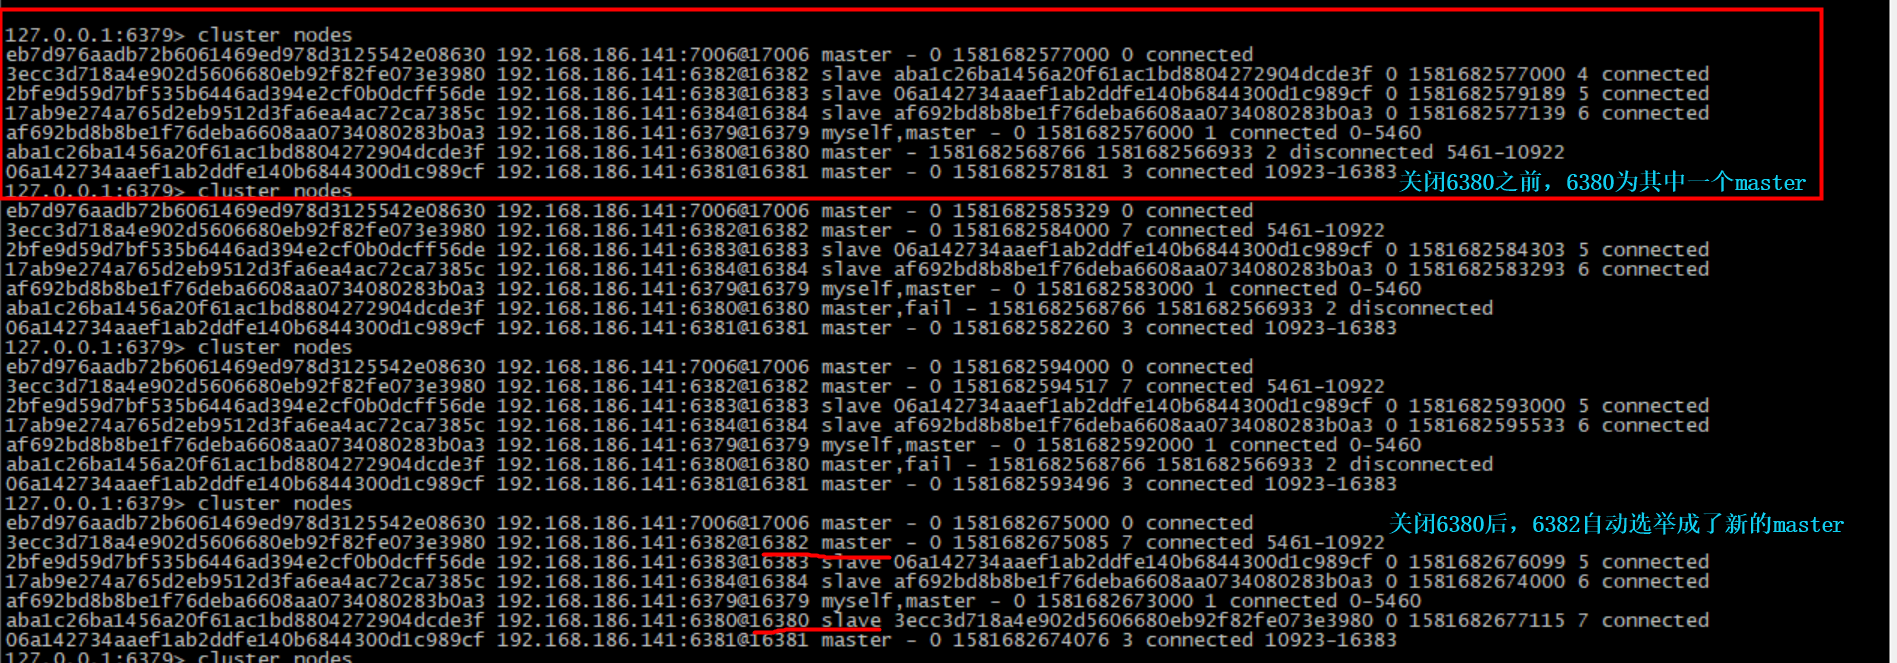 127.0.0.1:6379> cluster nodes
eb7d976aadb72b6061469ed978d3125542e08630 192.168.186.141:7006@17006 master - 0 1581682577000 0 connected
3ecc3d718a4e902d5606680eb92f82fe073e3980 192.168.186.141:6382@16382 slave aba1c26ba1456a20f61ac1bd8804272904dcde3f 0 1581682577000 4 connected
2bfe9d59d7bf535b6446ad394e2cf0b0dcff56de 192.168.186.141:6383@16383 slave 06a142734aaef1ab2ddfe140b6844300d1c989cf 0 1581682579189 5 connected
17ab9e274a765d2eb9512d3fa6ea4ac72ca7385c 192.168.186.141:6384@16384 slave af692bd8b8be1f76deba6608aa0734080283b0a3 0 1581682577139 6 connected
af692bd8b8be1f76deba6608aa0734080283b0a3 192.168.186.141:6379@16379 myself,master - 0 1581682576000 1 connected 0-5460
aba1c26ba1456a20f61ac1bd8804272904dcde3f 192.168.186.141:6380@16380 master - 1581682568766 1581682566933 2 disconnected 5461-10922
06a142734aaef1ab2ddfe140b6844300d1c989cf 192.168.186.141:6381@16381 master - 0 1581682578181 3 connected 10923-16383
关闭6380之前，6380为其中一个master
127.0.0.1:6379> cluster nodes
eb7d976aadb72b6061469ed978d3125542e08630 192.168.186.141:7006@17006 master - 0 1581682585329 0 connected
3ecc3d718a4e902d5606680eb92f82fe073e3980 192.168.186.141:6382@16382 master - 0 1581682584000 7 connected 5461-10922
2bfe9d59d7bf535b6446ad394e2cf0b0dcff56de 192.168.186.141:6383@16383 slave 06a142734aaef1ab2ddfe140b6844300d1c989cf 0 1581682584303 5 connected
17ab9e274a765d2eb9512d3fa6ea4ac72ca7385c 192.168.186.141:6384@16384 slave af692bd8b8be1f76deba6608aa0734080283b0a3 0 1581682583293 6 connected
af692bd8b8be1f76deba6608aa0734080283b0a3 192.168.186.141:6379@16379 myself,master - 0 1581682583000 1 connected 0-5460
aba1c26ba1456a20f61ac1bd8804272904dcde3f 192.168.186.141:6380@16380 master,fail - 1581682568766 1581682566933 2 disconnected
06a142734aaef1ab2ddfe140b6844300d1c989cf 192.168.186.141:6381@16381 master - 0 1581682582260 3 connected 10923-16383
127.0.0.1:6379> cluster nodes
eb7d976aadb72b6061469ed978d3125542e08630 192.168.186.141:7006@17006 master - 0 1581682594000 0 connected
3ecc3d718a4e902d5606680eb92f82fe073e3980 192.168.186.141:6382@16382 master - 0 1581682594517 7 connected 5461-10922
2bfe9d59d7bf535b6446ad394e2cf0b0dcff56de 192.168.186.141:6383@16383 slave 06a142734aaef1ab2ddfe140b6844300d1c989cf 0 1581682593000 5 connected
17ab9e274a765d2eb9512d3fa6ea4ac72ca7385c 192.168.186.141:6384@16384 slave af692bd8b8be1f76deba6608aa0734080283b0a3 0 1581682595533 6 connected
af692bd8b8be1f76deba6608aa0734080283b0a3 192.168.186.141:6379@16379 myself,master - 0 1581682592000 1 connected 0-5460
aba1c26ba1456a20f61ac1bd8804272904dcde3f 192.168.186.141:6380@16380 master,fail - 1581682568766 1581682566933 2 disconnected
06a142734aaef1ab2ddfe140b6844300d1c989cf 192.168.186.141:6381@16381 master - 0 1581682593496 3 connected 10923-16383
127.0.0.1:6379> cluster nodes
eb7d976aadb72b6061469ed978d3125542e08630 192.168.186.141:7006@17006 master - 0 1581682675000 0 connected
关闭6380后，6382自动选举成了新的master
3ecc3d718a4e902d5606680eb92f82fe073e3980 192.168.186.141:6382@16382 master - 0 1581682675085 7 connected 5461-10922
2bfe9d59d7bf535b6446ad394e2cf0b0dcff56de 192.168.186.141:6383@16383 slave 06a142734aaef1ab2ddfe140b6844300d1c989cf 0 1581682676099 5 connected
17ab9e274a765d2eb9512d3fa6ea4ac72ca7385c 192.168.186.141:6384@16384 slave af692bd8b8be1f76deba6608aa0734080283b0a3 0 1581682674000 6 connected
af692bd8b8be1f76deba6608aa0734080283b0a3 192.168.186.141:6379@16379 myself,master - 0 1581682673000 1 connected 0-5460
aba1c26ba1456a20f61ac1bd8804272904dcde3f 192.168.186.141:6380@16380 slave 3ecc3d718a4e902d5606680eb92f82fe073e3980 0 1581682677115 7 connected
06a142734aaef1ab2ddfe140b6844300d1c989cf 192.168.186.141:6381@16381 master - 0 1581682674076 3 connected 10923-16383
127.0.0.1:6379> cluster nodes